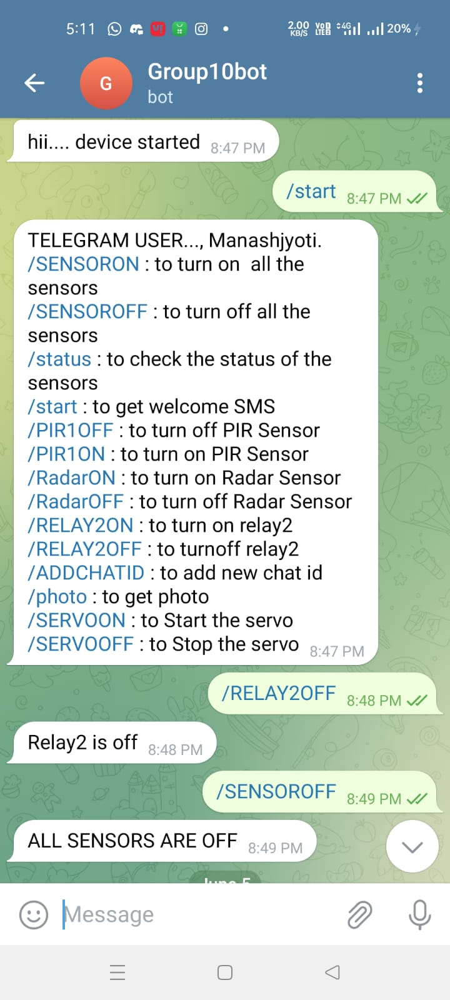 5:11
2.00 KB/S VoD LTE2 4G 20%
G
Group10bot
bot
hii.... device started 8:47 PM
/start 8:47 PM
TELEGRAM USER..., Manashjyoti.
/SENSORON : to turn on  all the
sensors
/SENSOROFF : to turn off all the
sensors
/status : to check the status of the
sensors
/start : to get welcome SMS
/PIR1OFF : to turn off PIR Sensor
/PIR1ON : to turn on PIR Sensor
/RadarON : to turn on Radar Sensor
/RadarOFF : to turn off Radar Sensor
/RELAY2ON : to turn on relay2
/RELAY2OFF : to turnoff relay2
/ADDCHATID : to add new chat id
/photo : to get photo
/SERVOON : to Start the servo
/SERVOOFF : to Stop the servo 8:47 PM
/RELAY2OFF 8:48 PM
Relay2 is off 8:48 PM
/SENSOROFF 8:49 PM
ALL SENSORS ARE OFF 8:49 PM
June 5
Message